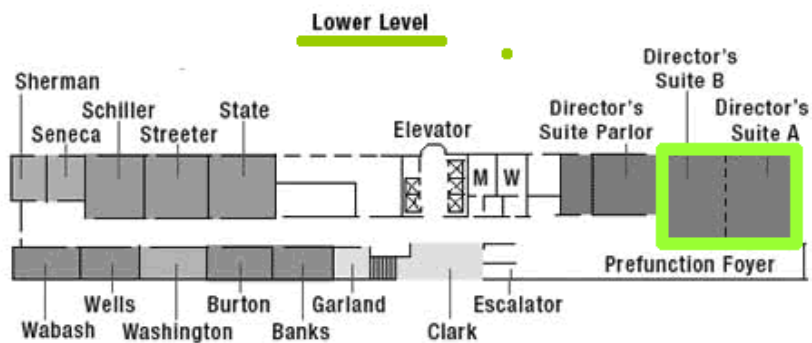 Lower Level
Sherman
Seneca
Schiller
Streeter
State
Elevator
Director's
Suite Parlor
Director's
Suite B
Director's
Suite A
M
W
Prefunction Foyer
Wabash
Wells
Washington
Burton
Banks
Garland
Clark
Escalator